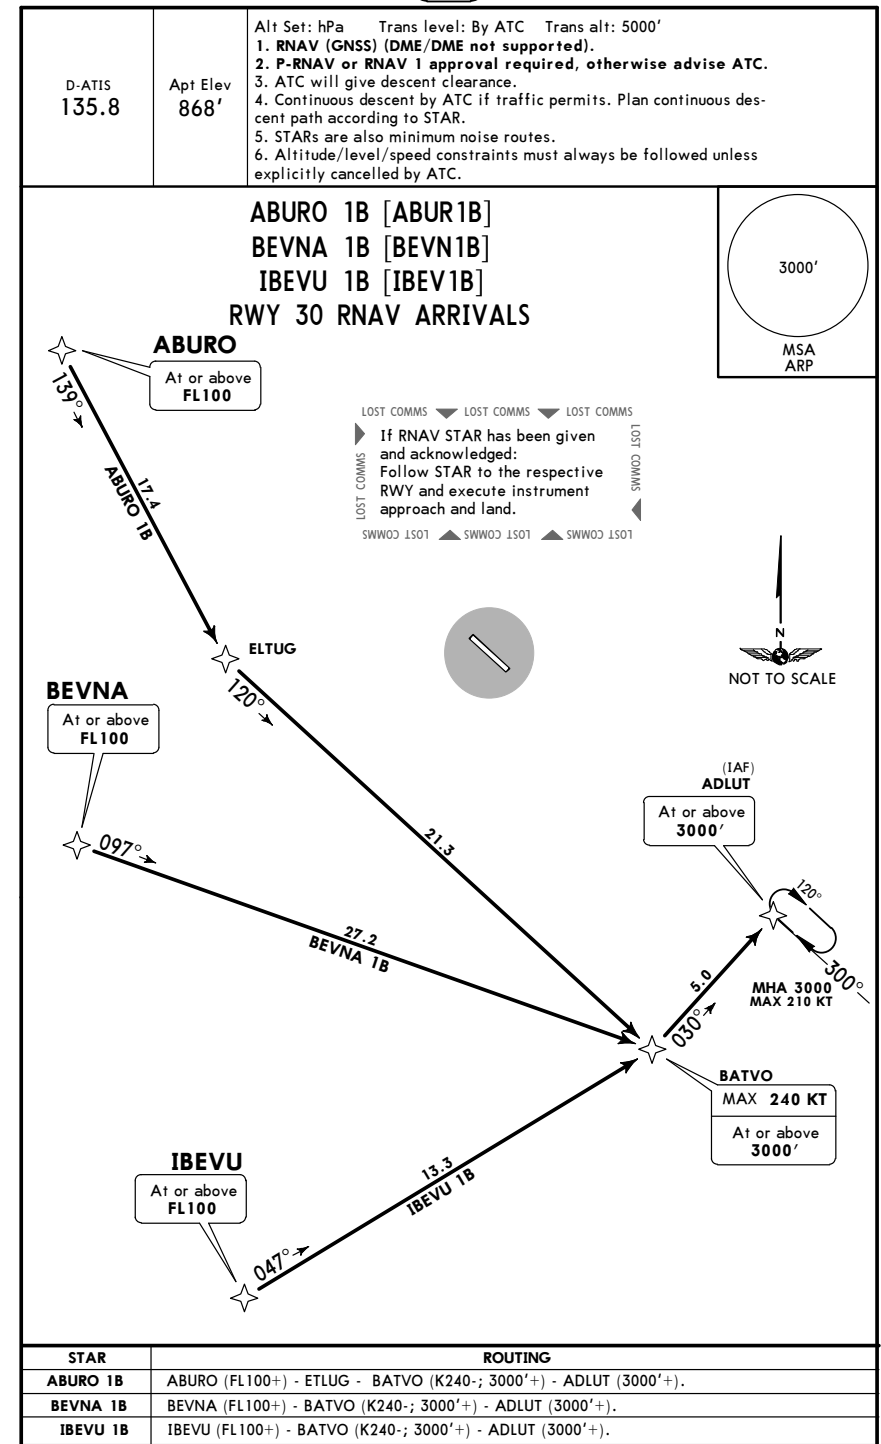 Alt Set: hPa Trans level: By ATC Trans alt: 5000'
1. RNAV (GNSS) (DME/DME not supported).
2. P-RNAV or RNAV 1 approval required, otherwise advise ATC.
3. ATC will give descent clearance.
4. Continuous descent by ATC if traffic permits. Plan continuous des-
cent path according to STAR.
5. STARs are also minimum noise routes.
6. Altitude/level/speed constraints must always be followed unless
explicitly cancelled by ATC.
D-ATIS
135.8
Apt Elev
868'
ABURO 1B [ABUR1B]
BEVNA 1B [BEVN1B]
IBEVU 1B [IBEV1B]
RWY 30 RNAV ARRIVALS
3000'
MSA
ARP
ABURO
At or above
FL100
139°
17.4
ABURO 1B
LOST COMMS LOST COMMS LOST COMMS
LOST COMMS
LOST COMMS
If RNAV STAR has been given
and acknowledged:
Follow STAR to the respective
RWY and execute instrument
approach and land.
LOST COMMS LOST COMMS LOST COMMS
N
NOT TO SCALE
ELTUG
120°
21.3
BEVNA
At or above
FL100
097°
27.2
BEVNA 1B
(IAF)
ADLUT
At or above
3000'
120°
300°
MHA 3000
MAX 210 KT
5.0
030°
BATVO
MAX 240 KT
At or above
3000'
IBEVU
At or above
FL100
047°
13.3
IBEVU 1B
STAR ROUTING
ABURO 1B ABURO (FL100+) - ETLUG - BATVO (K240-; 3000'+) - ADLUT (3000'+).
BEVNA 1B BEVNA (FL100+) - BATVO (K240-; 3000'+) - ADLUT (3000'+).
IBEVU 1B IBEVU (FL100+) - BATVO (K240-; 3000'+) - ADLUT (3000'+).